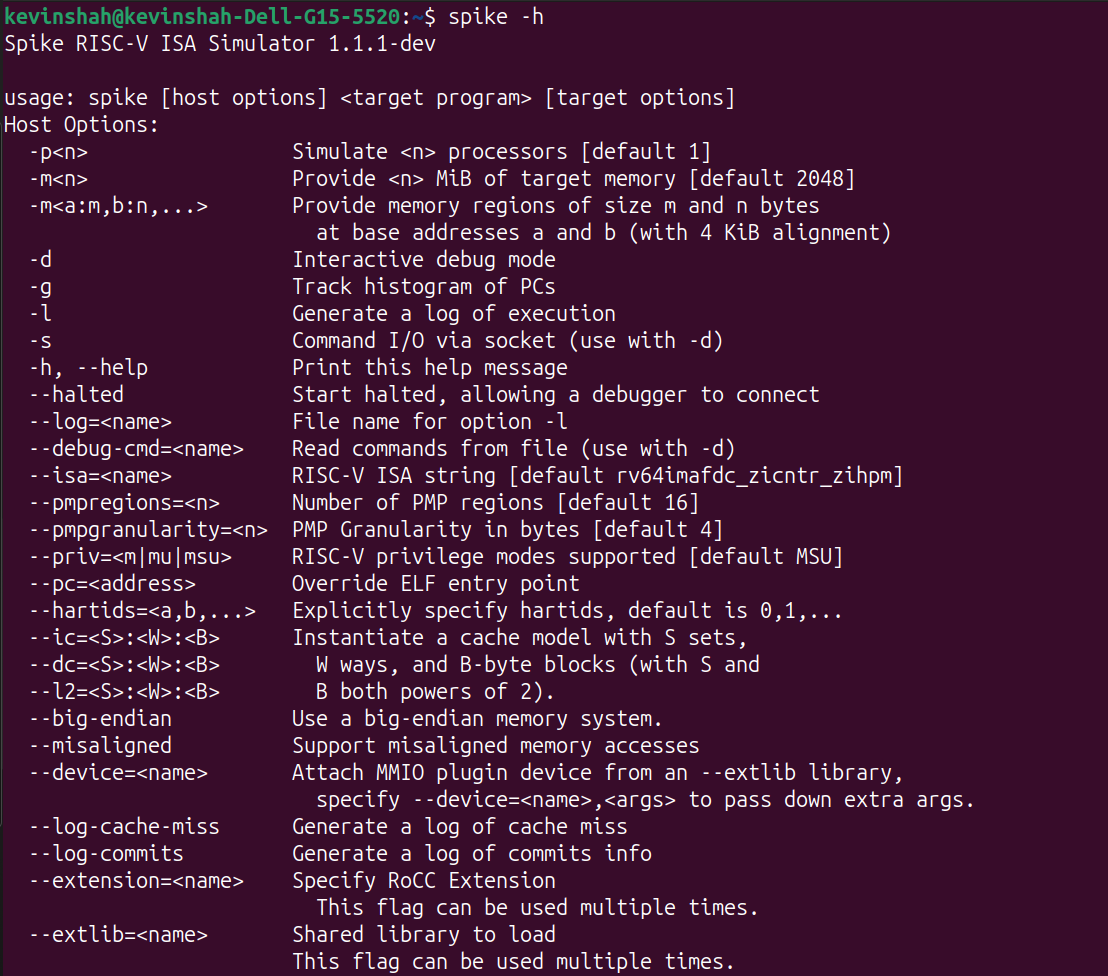 kevinshah@kevinshah-Dell-G15-5520:~$ spike -h
Spike RISC-V ISA Simulator 1.1.1-dev

usage: spike [host options] <target program> [target options]
Host Options:
  -p<n>                 Simulate <n> processors [default 1]
  -m<n>                 Provide <n> MiB of target memory [default 2048]
  -m<a:m,b:n,...>       Provide memory regions of size m and n bytes
                          at base addresses a and b (with 4 KiB alignment)
  -d                    Interactive debug mode
  -g                    Track histogram of PCs
  -l                    Generate a log of execution
  -s                    Command I/O via socket (use with -d)
  -h, --help            Print this help message
  --halted              Start halted, allowing a debugger to connect
  --log=<name>          File name for option -l
  --debug-cmd=<name>    Read commands from file (use with -d)
  --isa=<name>          RISC-V ISA string [default rv64imafdc_zicntr_zihpm]
  --pmpregions=<n>      Number of PMP regions [default 16]
  --pmpgranularity=<n>  PMP Granularity in bytes [default 4]
  --priv=<m|mu|msu>     RISC-V privilege modes supported [default MSU]
  --pc=<address>        Override ELF entry point
  --hartids=<a,b,...>   Explicitly specify hartids, default is 0,1,...
  --ic=<S>:<W>:<B>      Instantiate a cache model with S sets,
  --dc=<S>:<W>:<B>        W ways, and B-byte blocks (with S and
  --l2=<S>:<W>:<B>        B both powers of 2).
  --big-endian          Use a big-endian memory system.
  --misaligned          Support misaligned memory accesses
  --device=<name>       Attach MMIO plugin device from an --extlib library,
                          specify --device=<name>,<args> to pass down extra args.
  --log-cache-miss      Generate a log of cache miss
  --log-commits         Generate a log of commits info
  --extension=<name>    Specify RoCC Extension
                          This flag can be used multiple times.
  --extlib=<name>       Shared library to load
                        This flag can be used multiple times.